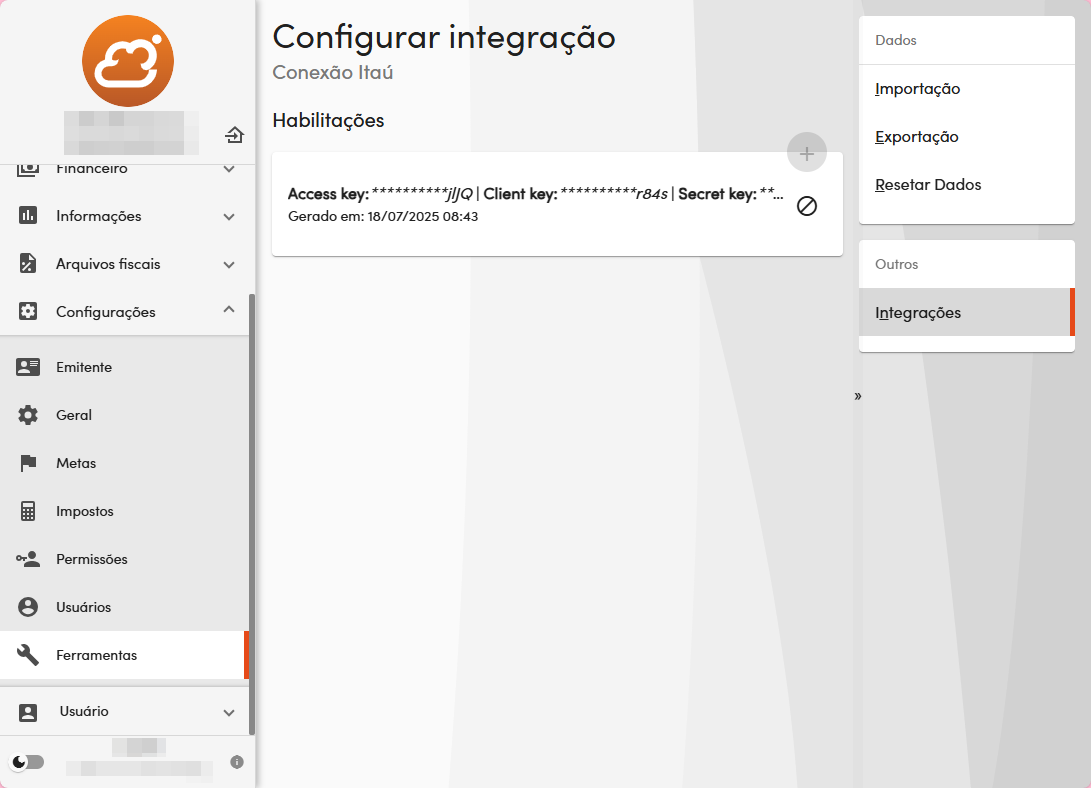 Financeiro
Informações
Arquivos fiscais
Configurações
Emitente
Geral
Metas
Impostos
Permissões
Usuários
Ferramentas
Usuário
Configurar integração
Conexão Itaú
Habilitações
Access key: **********jlJQ | Client key: **********r84s | Secret key: **...
Gerado em: 18/07/2025 08:43
»
Dados
Importação
Exportação
Resetar Dados
Outros
Integrações